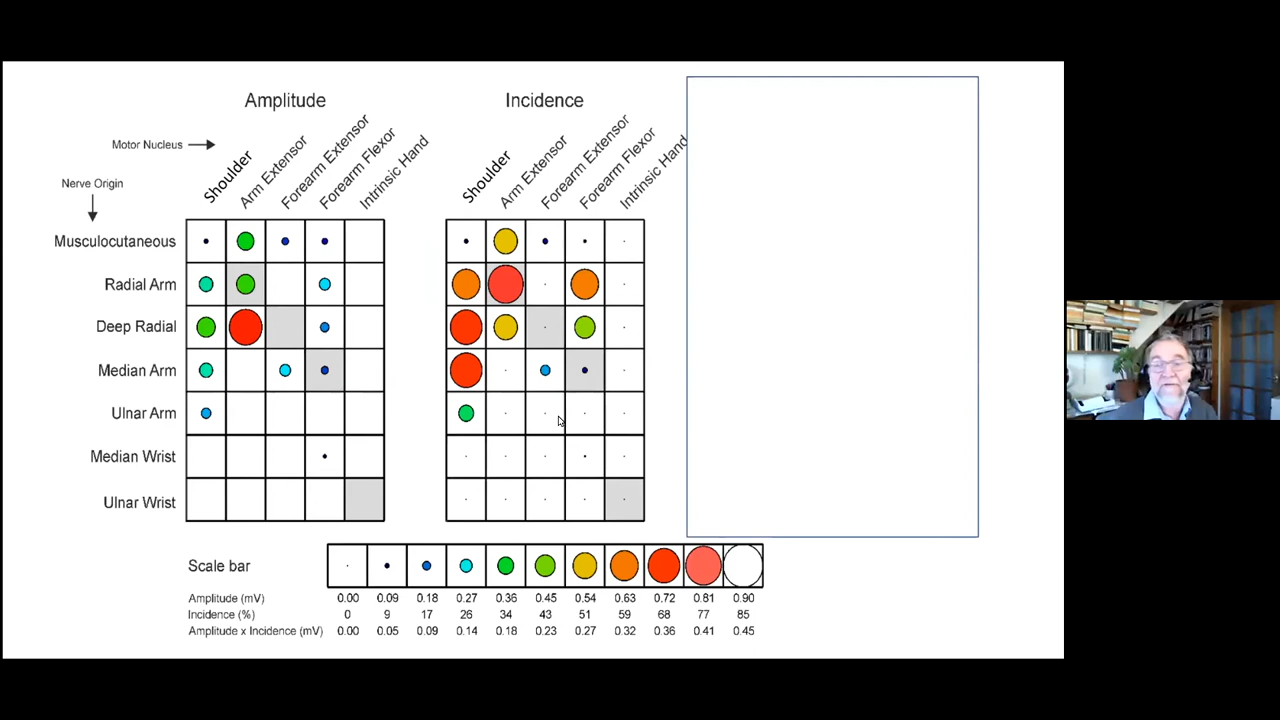 Amplitude
Incidence
Motor Nucleus
Nerve Origin
Shoulder
Arm Extensor
Forearm Extensor
Forearm Flexor
Intrinsic Hand
Shoulder
Arm Extensor
Forearm Extensor
Forearm Flexor
Intrinsic Hand
Musculocutaneous
Radial Arm
Deep Radial
Median Arm
Ulnar Arm
Median Wrist
Ulnar Wrist
Scale bar
Amplitude (mV) 0.00 0.09 0.18 0.27 0.36 0.45 0.54 0.63 0.72 0.81 0.90
Incidence (%) 0 9 17 26 34 43 51 59 68 77 85
Amplitude x Incidence (mV) 0.00 0.05 0.09 0.14 0.18 0.23 0.27 0.32 0.36 0.41 0.45